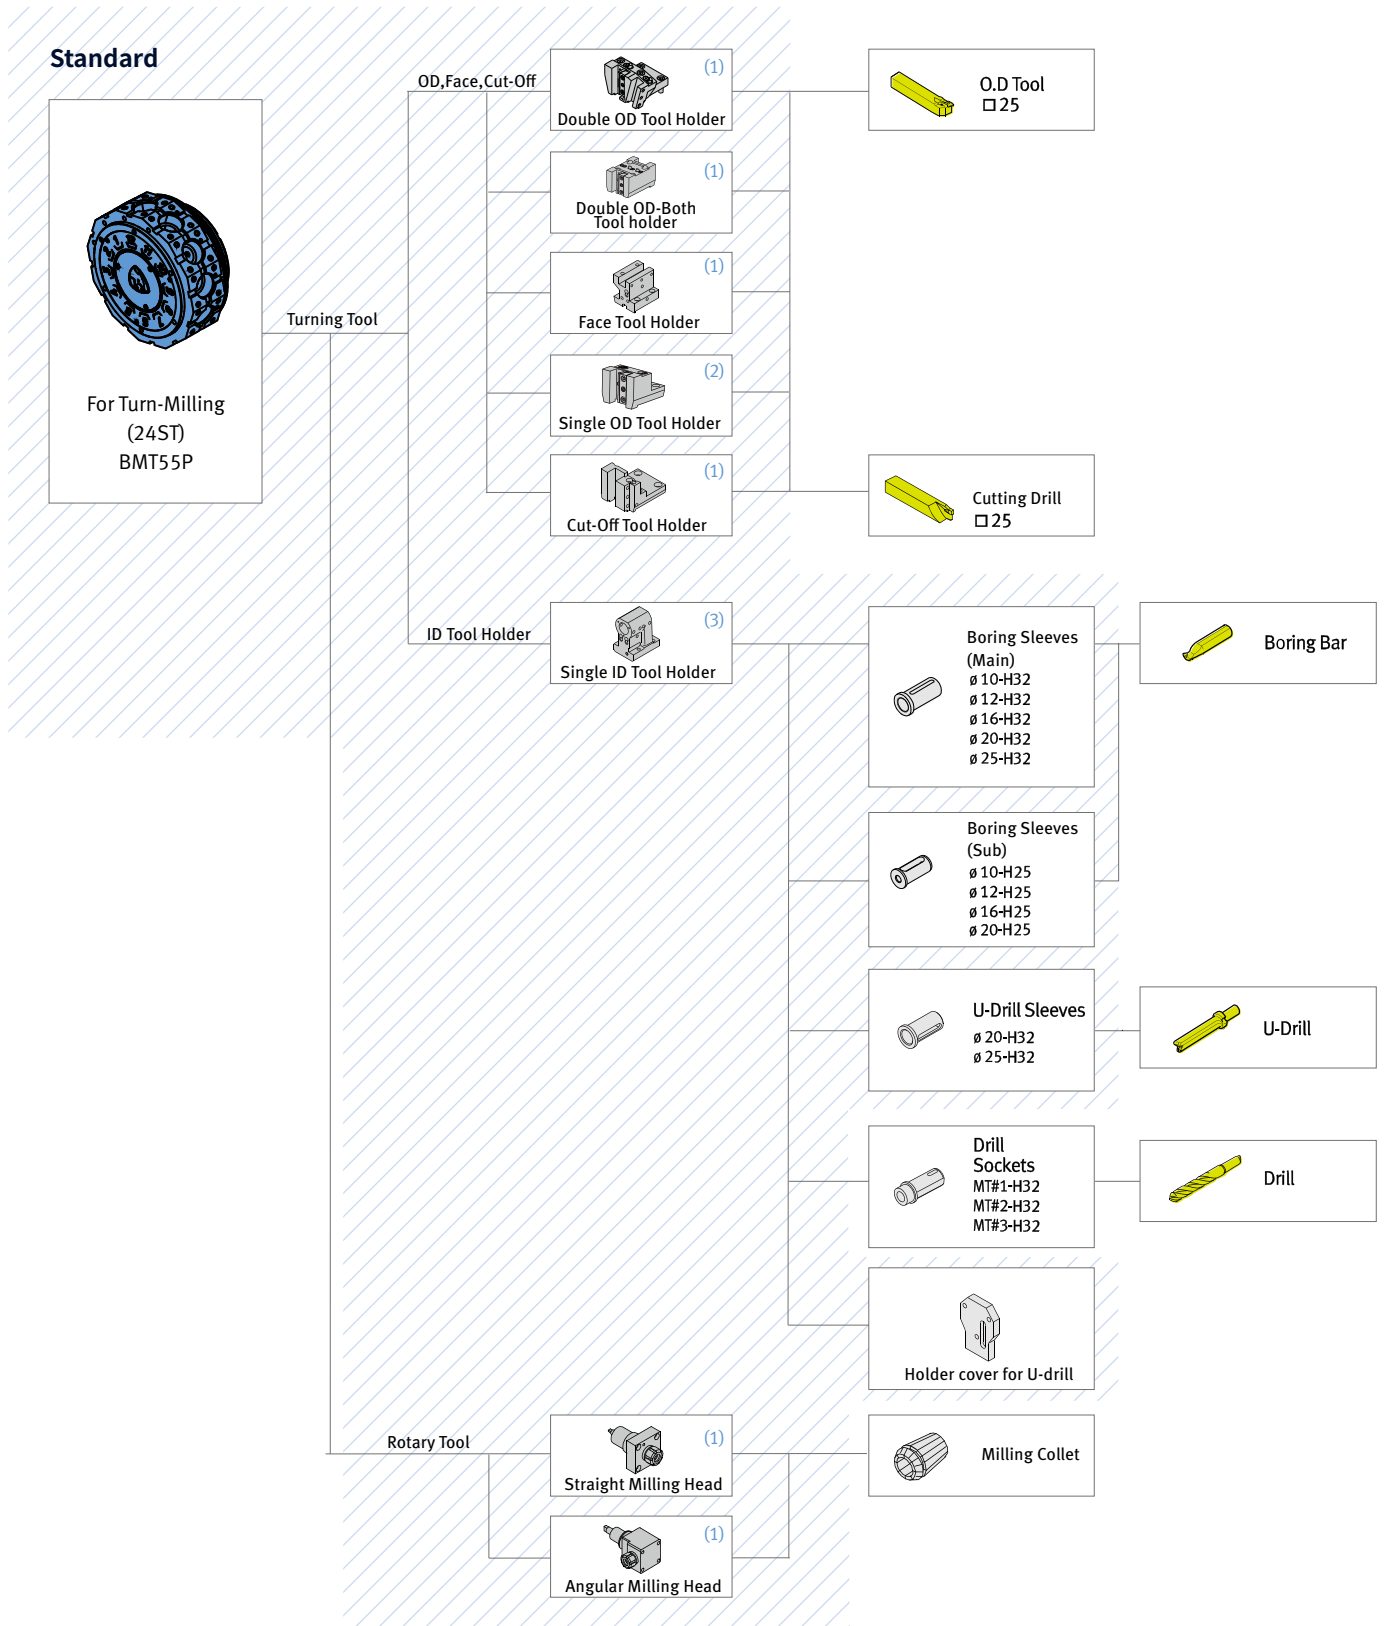 Standard
For Turn-Milling
(24ST)
BMT55P
Turning Tool
OD,Face,Cut-Off
(1)
Double OD Tool Holder
(1)
Double OD-Both
Tool holder
(1)
Face Tool Holder
(2)
Single OD Tool Holder
(1)
Cut-Off Tool Holder
O.D Tool
□ 25
Cutting Drill
□ 25
ID Tool Holder
(3)
Single ID Tool Holder
Boring Sleeves
(Main)
ø 10-H32
ø 12-H32
ø 16-H32
ø 20-H32
ø 25-H32
Boring Bar
Boring Sleeves
(Sub)
ø 10-H25
ø 12-H25
ø 16-H25
ø 20-H25
U-Drill Sleeves
ø 20-H32
ø 25-H32
U-Drill
Drill
Sockets
MT#1-H32
MT#2-H32
MT#3-H32
Drill
Holder cover for U-drill
Rotary Tool
(1)
Straight Milling Head
(1)
Angular Milling Head
Milling Collet